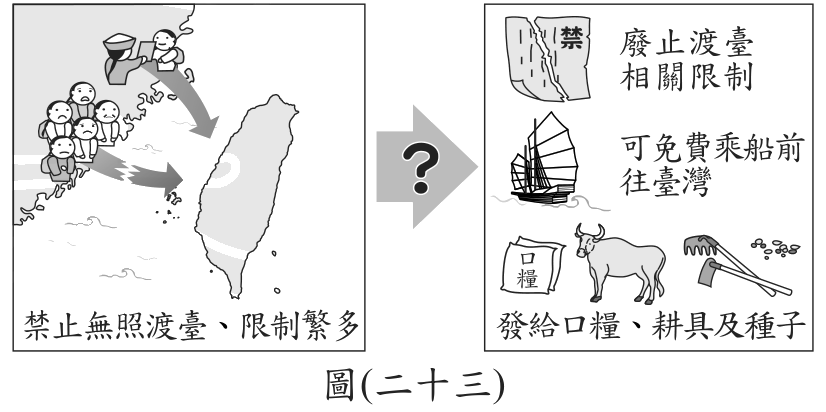 禁止無照渡臺、限制繁多
?
禁
廢止渡臺
相關限制
可免費乘船前
往臺灣
口
糧
發給口糧、耕具及種子
圖(二十三)